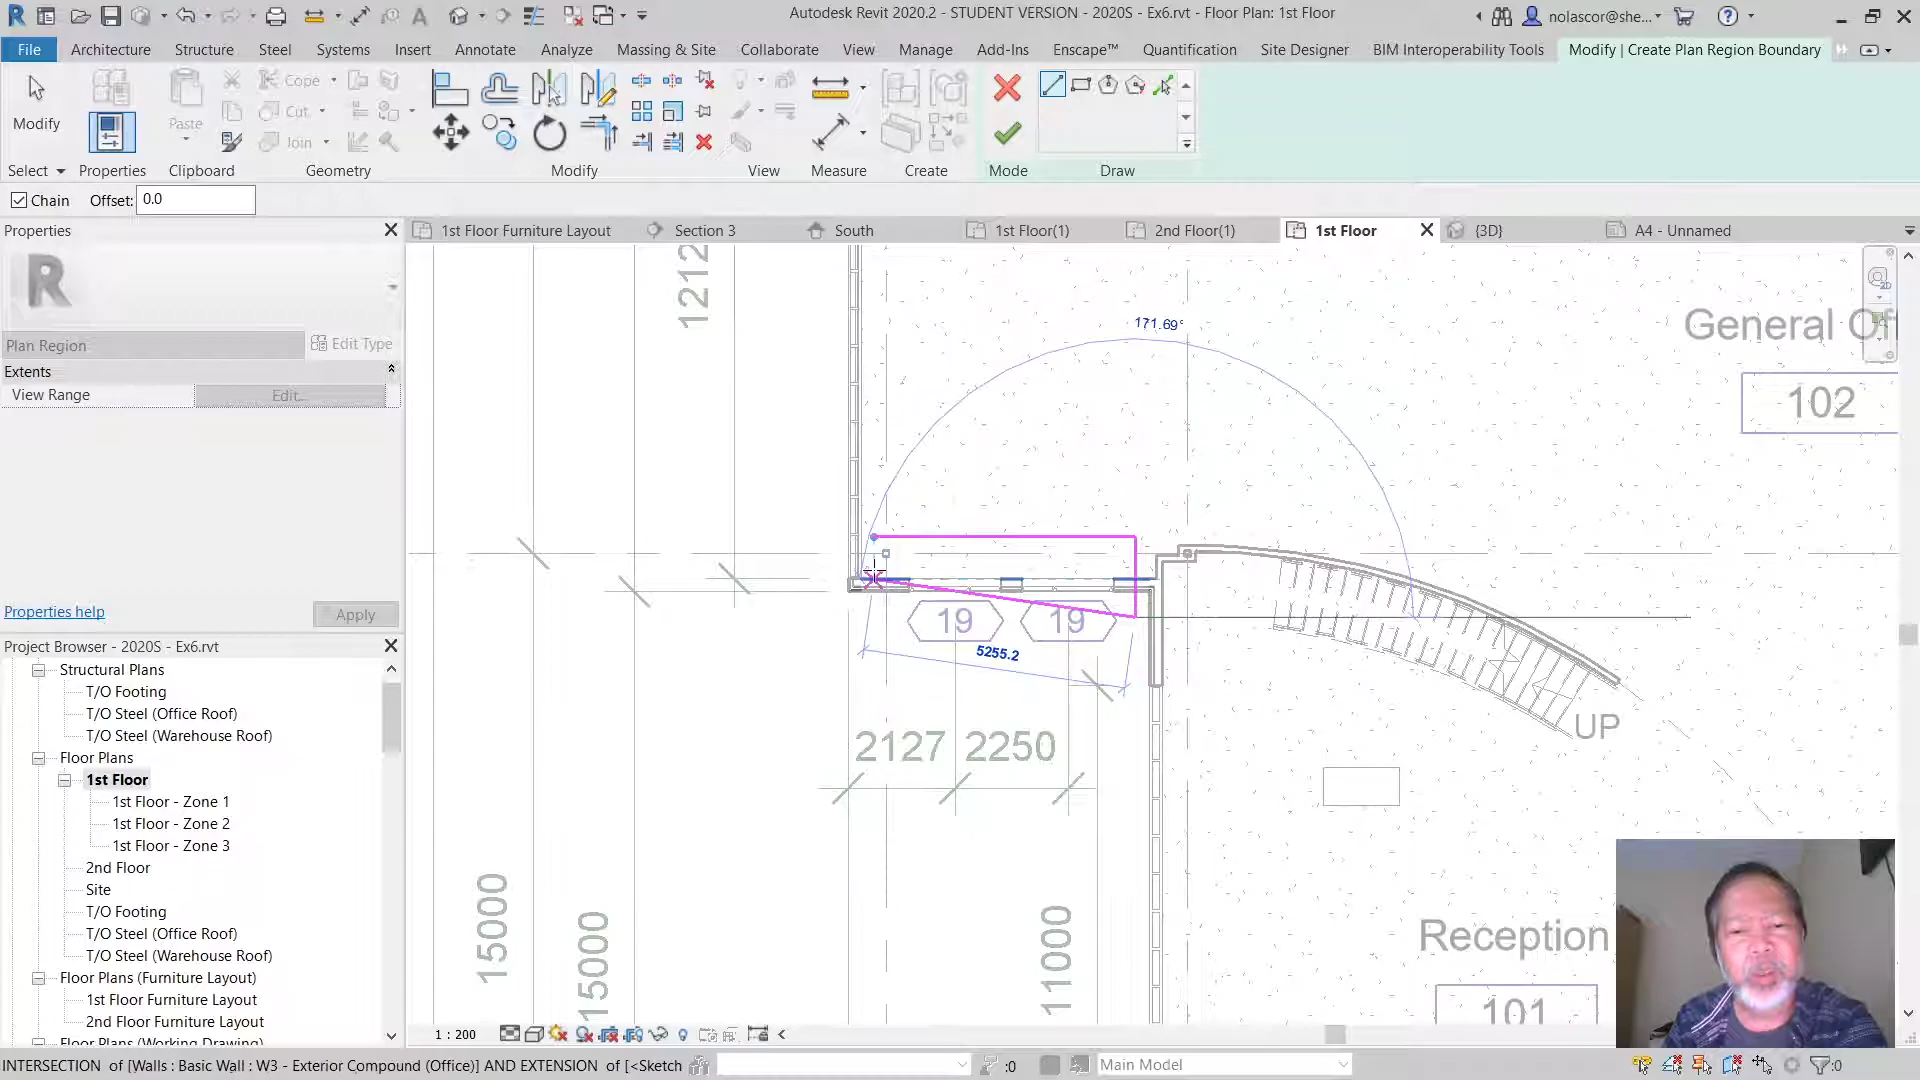 Autodesk Revit 2020.2 - STUDENT VERSION - 2020S - Ex6.rvt - Floor Plan: 1st Floor
nolascor@she...
File Architecture Structure Steel Systems Insert Annotate Analyze Massing & Site Collaborate View Manage Add-Ins Enscape™ Quantification Site Designer BIM Interoperability Tools Modify | Create Plan Region Boundary
Modify Paste Cope Cut Join
Select Properties Clipboard Geometry Modify View Measure Create Mode Draw
Chain Offset: 0.0
Properties
1st Floor Furniture Layout Section 3 South 1st Floor(1) 2nd Floor(1) 1st Floor {3D} A4 - Unnamed
R
Plan Region Edit Type
Extents
View Range Edit...
Properties help Apply
Project Browser - 2020S - Ex6.rvt
Structural Plans
T/O Footing
T/O Steel (Office Roof)
T/O Steel (Warehouse Roof)
Floor Plans
1st Floor
1st Floor - Zone 1
1st Floor - Zone 2
1st Floor - Zone 3
2nd Floor
Site
T/O Footing
T/O Steel (Office Roof)
T/O Steel (Warehouse Roof)
Floor Plans (Furniture Layout)
1st Floor Furniture Layout
2nd Floor Furniture Layout
Floor Plans (Working Drawing)
1212
171.69°
General Of
102
19 19
5255.2
2127 2250
UP
15000
15000
11000
Reception
101
1 : 200
INTERSECTION of [Walls : Basic Wall : W3 - Exterior Compound (Office)] AND EXTENSION of [<Sketch
:0 Main Model :0